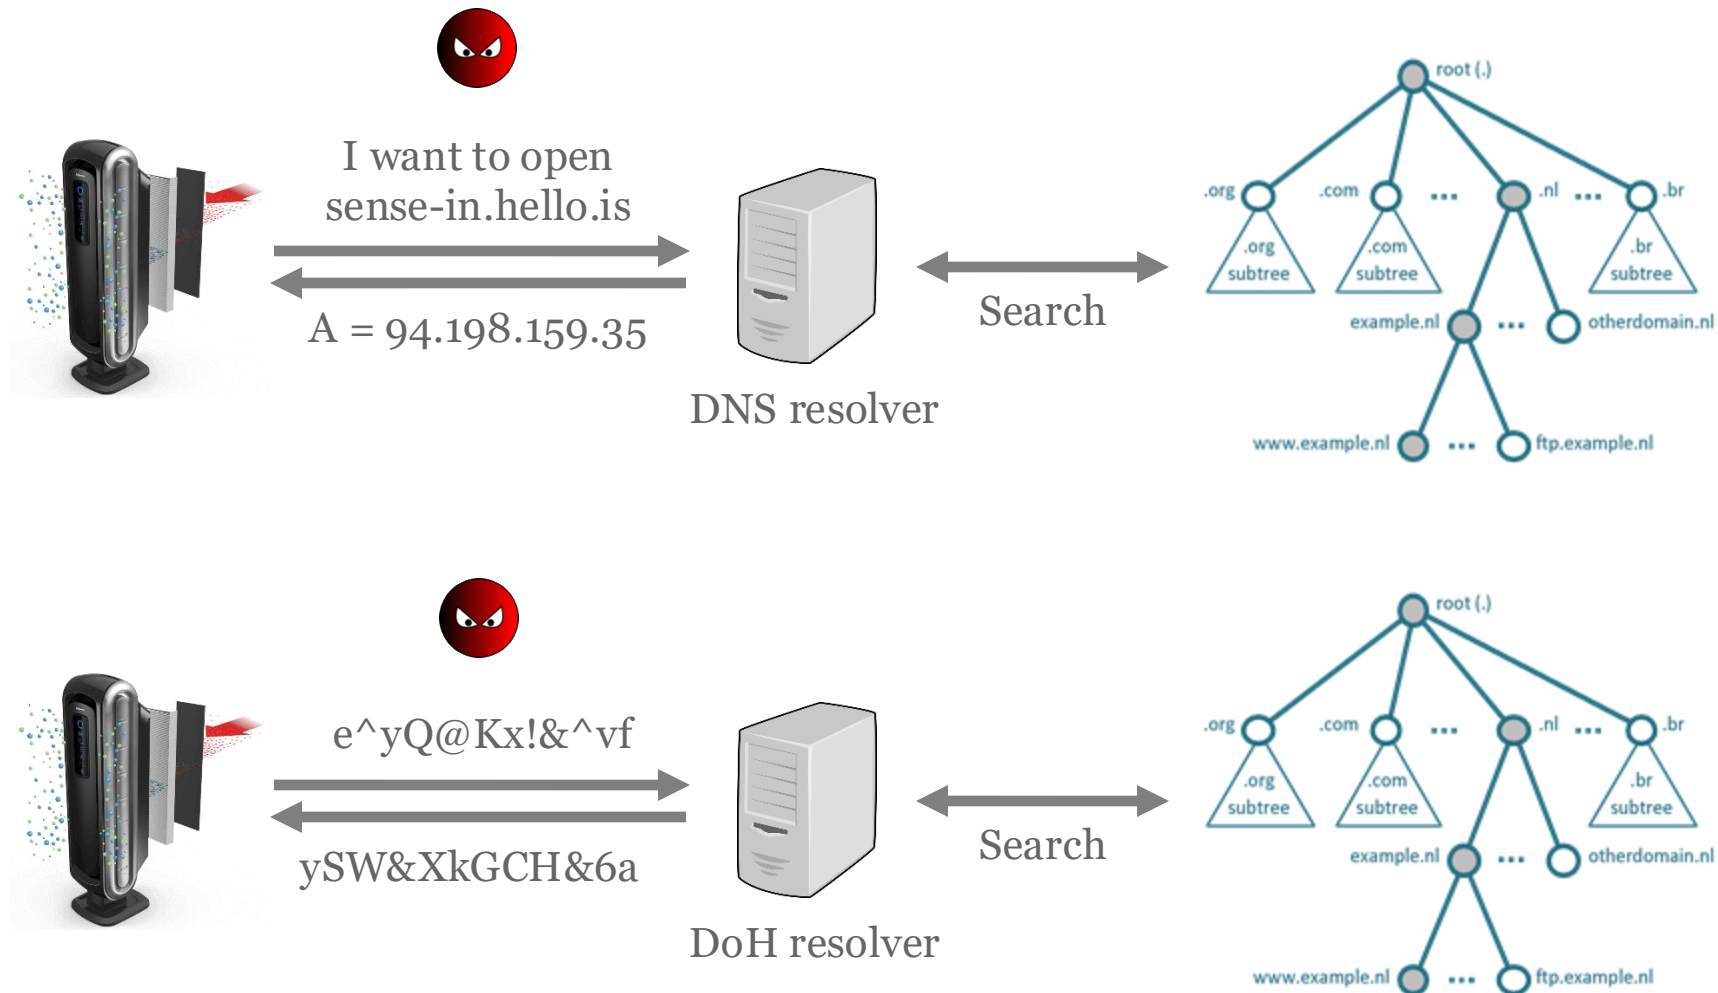 I want to open
sense-in.hello.is
A = 94.198.159.35
DNS resolver
Search
root (.)
.org
.com
...
.nl
...
.br
.org
subtree
.com
subtree
.br
subtree
example.nl
...
otherdomain.nl
www.example.nl
...
ftp.example.nl
e^yQ@Kx!&^vf
ySW&XkGCH&6a
DoH resolver
Search
root (.)
.org
.com
...
.nl
...
.br
.org
subtree
.com
subtree
.br
subtree
example.nl
...
otherdomain.nl
www.example.nl
...
ftp.example.nl